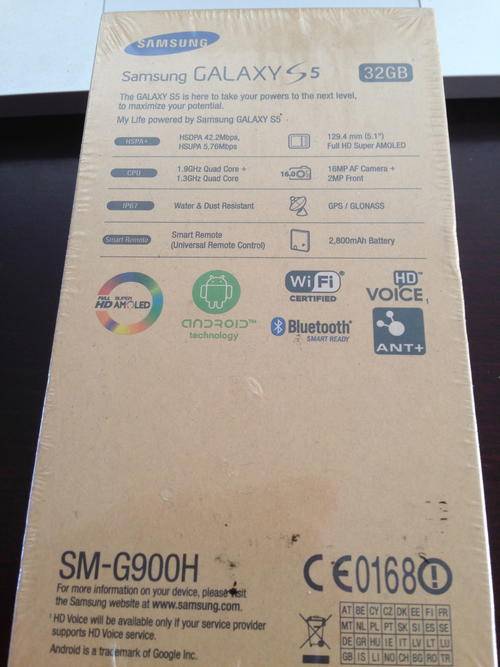 SAMSUNG
Samsung GALAXY S5 32GB
The GALAXY S5 is here to take your powers to the next level,
to maximize your potential.
My Life powered by Samsung GALAXY S5
HSPA+
HSDPA 42.2Mbps,
HSUPA 5.76Mbps
129.4 mm (5.1")
Full HD Super AMOLED
CPU
1.9GHz Quad Core +
1.3GHz Quad Core
16.0
16MP AF Camera +
2MP Front
IP67
Water & Dust Resistant
GPS / GLONASS
Smart Remote
Smart Remote
(Universal Remote Control)
2,800mAh Battery
FULL SUPER
HD AMOLED
ANDROID™
technology
Wi Fi®
CERTIFIED
HD™
VOICE
Bluetooth®
SMART READY
ANT+
SM-G900H
For more information on your device, please visit
the Samsung website at www.samsung.com.
¹ HD Voice will be available only if your service provider
supports HD Voice service.
Android is a trademark of Google Inc.
CE0168
AT BE CY CZ DK EE FI FR
MT NL PL PT SK SI ES SE
DE GR HU IE IT LV LT LU
GB IS LI NO CH BG RO TR